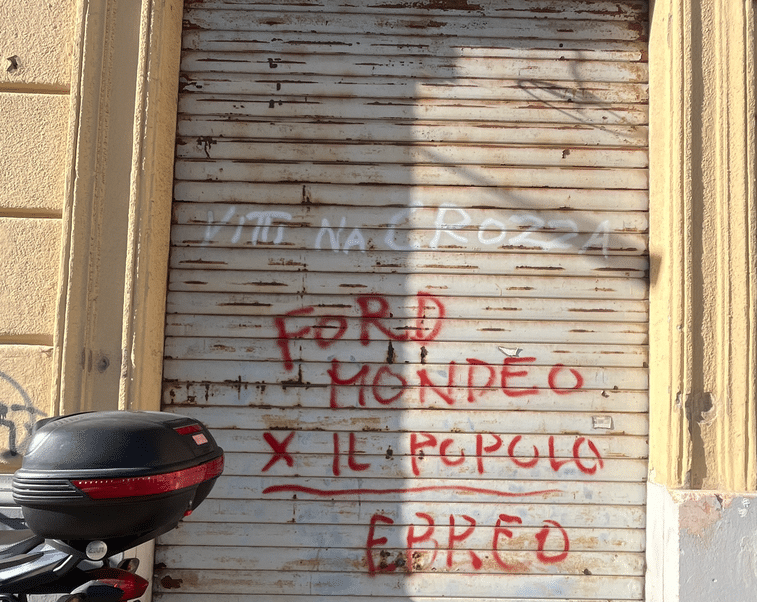 VITTI NA CROZZA
FORD
MONDEO
X IL POPOLO
EBREO